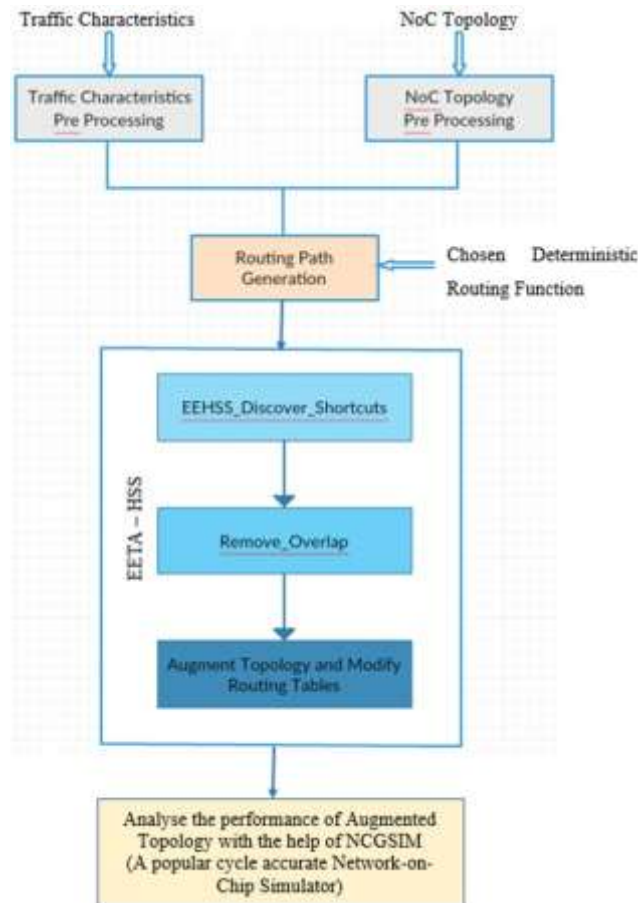 Traffic Characteristics
NoC Topology
Traffic Characteristics
Pre Processing
NoC Topology
Pre Processing
Routing Path
Generation
Chosen Deterministic
Routing Function
EETA – HSS
EEHSS_Discover_Shortcuts
Remove_Overlap
Augment Topology and Modify
Routing Tables
Analyse the performance of Augmented
Topology with the help of NCGSIM
(A popular cycle accurate Network-on-
Chip Simulator)